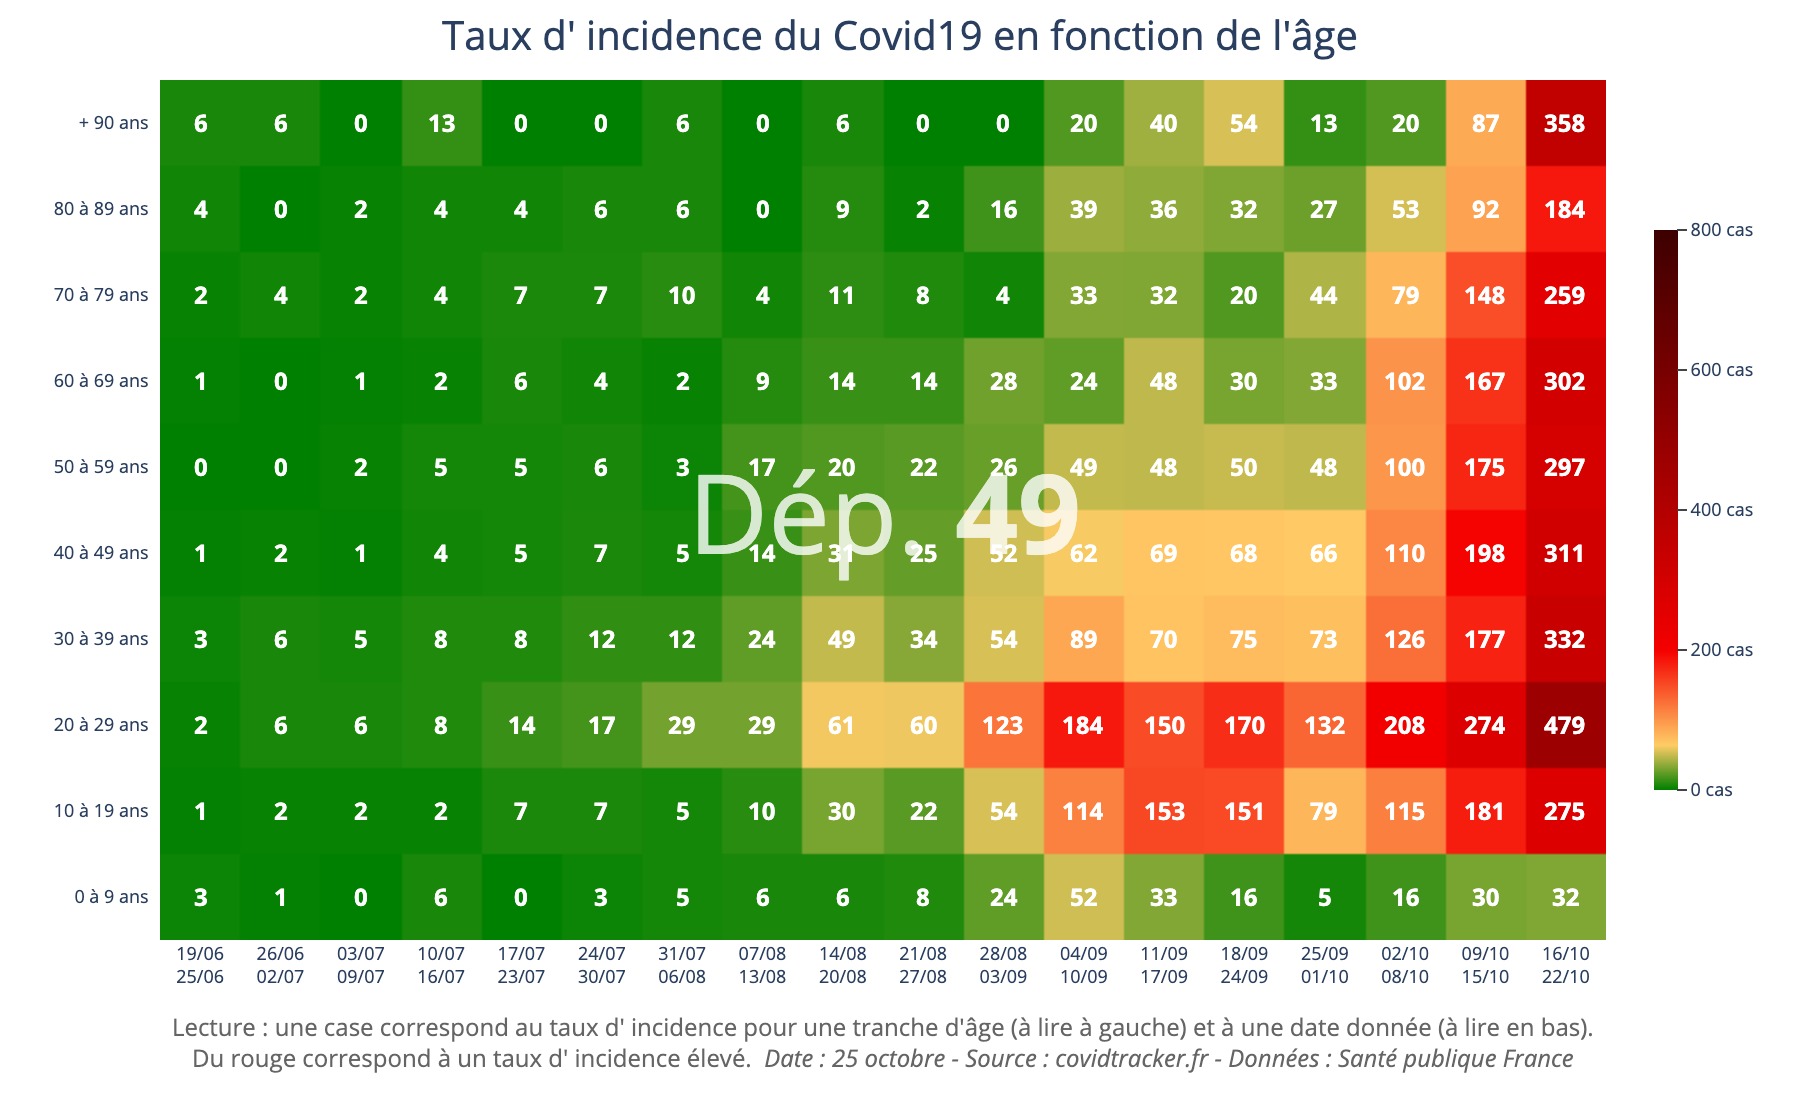 Taux d' incidence du Covid19 en fonction de l'âge
+ 90 ans 6 6 0 13 0 0 6 0 6 0 0 20 40 54 13 20 87 358
80 à 89 ans 4 0 2 4 4 6 6 0 9 2 16 39 36 32 27 53 92 184
800 cas
70 à 79 ans 2 4 2 4 7 7 10 4 11 8 4 33 32 20 44 79 148 259
60 à 69 ans 1 0 1 2 6 4 2 9 14 14 28 24 48 30 33 102 167 302
600 cas
50 à 59 ans 0 0 2 5 5 6 3 17 20 22 26 49 48 50 48 100 175 297
Dép. 49
400 cas
40 à 49 ans 1 2 1 4 5 7 5 14 31 25 52 62 69 68 66 110 198 311
30 à 39 ans 3 6 5 8 8 12 12 24 49 34 54 89 70 75 73 126 177 332
200 cas
20 à 29 ans 2 6 6 8 14 17 29 29 61 60 123 184 150 170 132 208 274 479
0 cas
10 à 19 ans 1 2 2 2 7 7 5 10 30 22 54 114 153 151 79 115 181 275
0 à 9 ans 3 1 0 6 0 3 5 6 6 8 24 52 33 16 5 16 30 32
19/06 26/06 03/07 10/07 17/07 24/07 31/07 07/08 14/08 21/08 28/08 04/09 11/09 18/09 25/09 02/10 09/10 16/10
25/06 02/07 09/07 16/07 23/07 30/07 06/08 13/08 20/08 27/08 03/09 10/09 17/09 24/09 01/10 08/10 15/10 22/10
Lecture : une case correspond au taux d' incidence pour une tranche d'âge (à lire à gauche) et à une date donnée (à lire en bas).
Du rouge correspond à un taux d' incidence élevé. Date : 25 octobre - Source : covidtracker.fr - Données : Santé publique France